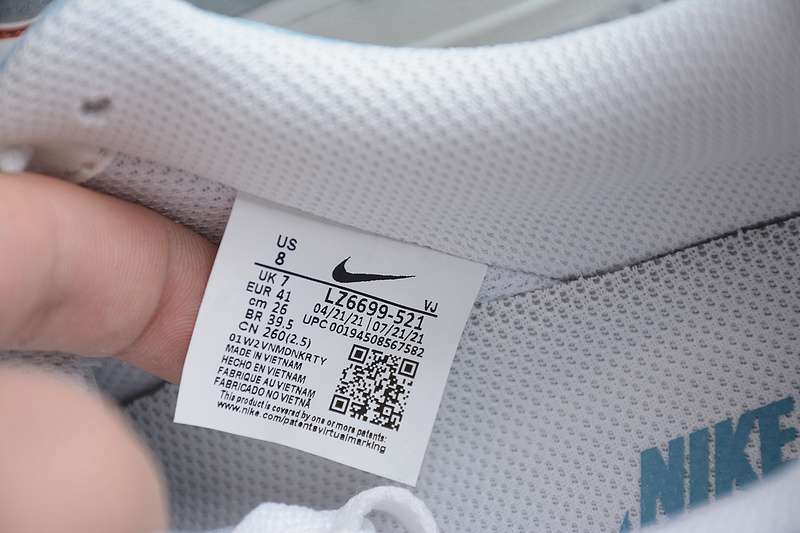 US
8
UK 7
EUR 41
cm 26
BR 39.5
CN 260(2.5)
VJ
LZ6699-521
04/21/21 07/21/21
UPC 00194508567582
01W2VNMDNKRTY
MADE IN VIETNAM
HECHO EN VIETNAM
FABRIQUE AU VIETNAM
FABRICADO NO VIETNÃ
This product is covered by one or more patents:
www.nike.com/patentsvirtualmarking
NIKE